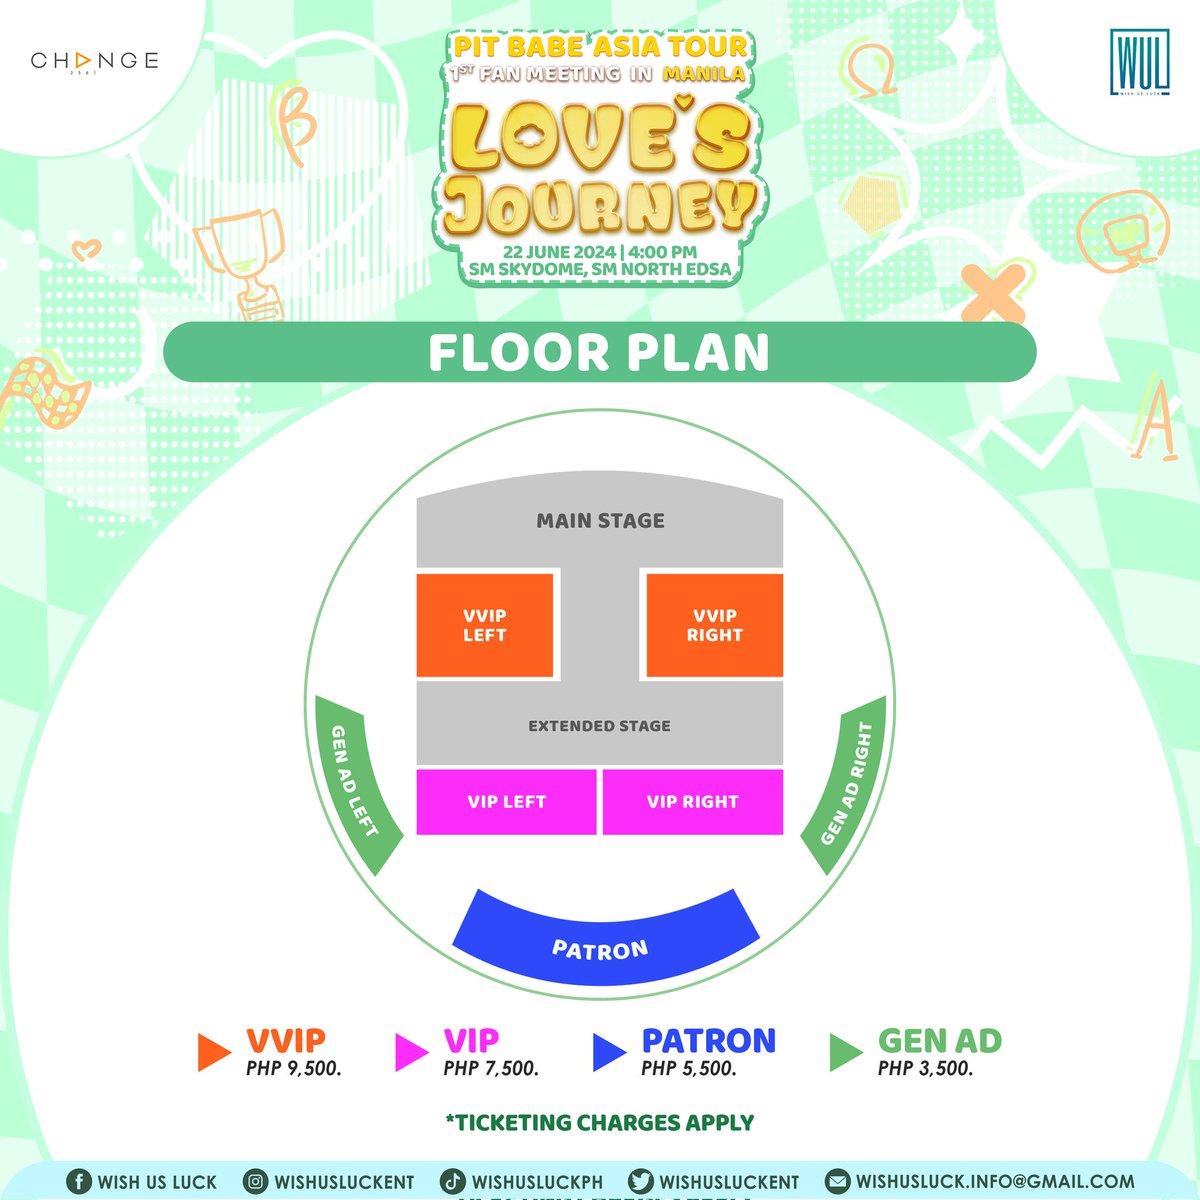 CHANGE
2561
WUL
WISH US LUCK
PIT BABE ASIA TOUR
1ST FAN MEETING IN MANILA
LOVE'S
JOURNEY
22 JUNE 2024 | 4:00 PM
SM SKYDOME, SM NORTH EDSA
B
Ω
A
FLOOR PLAN
MAIN STAGE
VVIP
LEFT
VVIP
RIGHT
EXTENDED STAGE
GEN AD LEFT
GEN AD RIGHT
VIP LEFT
VIP RIGHT
PATRON
VVIP
PHP 9,500.
VIP
PHP 7,500.
PATRON
PHP 5,500.
GEN AD
PHP 3,500.
*TICKETING CHARGES APPLY
WISH US LUCK
WISHUSLUCKENT
WISHUSLUCKPH
WISHUSLUCKENT
WISHUSLUCK.INFO@GMAIL.COM